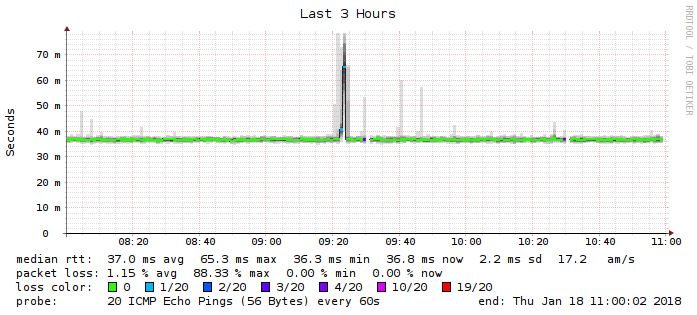 Last 3 Hours
RRDTOOL / TOBI OETIKER
Seconds
70 m
60 m
50 m
40 m
30 m
20 m
10 m
0
08:20 08:40 09:00 09:20 09:40 10:00 10:20 10:40 11:00
median rtt: 37.0 ms avg 65.3 ms max 36.3 ms min 36.8 ms now 2.2 ms sd 17.2 am/s
packet loss: 1.15 % avg 88.33 % max 0.00 % min 0.00 % now
loss color: 0 1/20 2/20 3/20 4/20 10/20 19/20
probe: 20 ICMP Echo Pings (56 Bytes) every 60s end: Thu Jan 18 11:00:02 2018